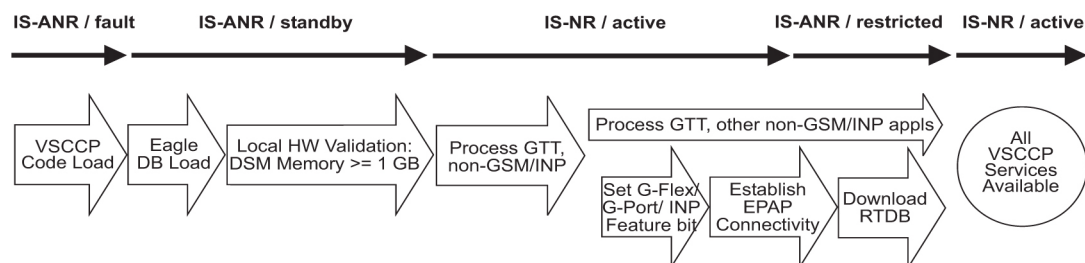 IS-ANR / fault
IS-ANR / standby
IS-NR / active
IS-ANR / restricted
IS-NR / active
VSCCP
Code Load
Eagle
DB Load
Local HW Validation:
DSM Memory >= 1 GB
Process GTT,
non-GSM/INP
Process GTT, other non-GSM/INP appls
Set G-Flex/
G-Port/ INP
Feature bit
Establish
EPAP
Connectivity
Download
RTDB
All
VSCCP
Services
Available